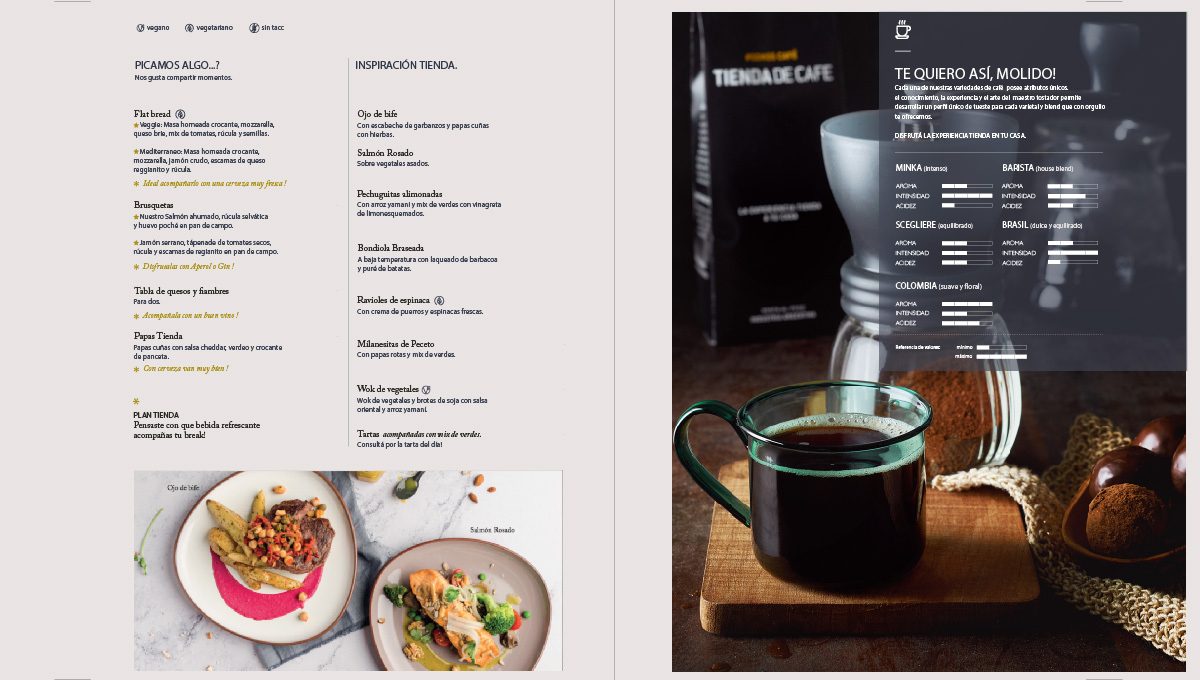 vegano vegetariano sin tacc
PICAMOS ALGO...?
Nos gusta compartir momentos.
Flat bread
Veggie: Masa horneada crocante, mozzarella,
queso brie, mix de tomates, rúcula y semillas.
Mediterraneo: Masa horneada crocante,
mozzarella, jamón crudo, escamas de queso
reggianito y rúcula.
Ideal acompañarlo con una cerveza muy fresca!
Brusquetas
Nuestro Salmón ahumado, rúcula selvática
y huevo poché en pan de campo.
Jamón serrano, tápenade de tomates secos,
rúcula y escamas de regianito en pan de campo.
Disfrutalas con Aperol o Gin!
Tabla de quesos y fiambres
Para dos.
Acompañala con un buen vino!
Papas Tienda
Papas cuñas con salsa cheddar, verdeo y crocante
de panceta.
Con cerveza van muy bien!
PLAN TIENDA
Pensaste con que bebida refrescante
acompañas tu break!
INSPIRACIÓN TIENDA.
Ojo de bife
Con escabeche de garbanzos y papas cuñas
con hierbas.
Salmón Rosado
Sobre vegetales asados.
Pechuguitas alimonadas
Con arroz yamani y mix de verdes con vinagreta
de limonesquemados.
Bondiola Braseada
A baja temperatura con laqueado de barbacoa
y puré de batatas.
Ravioles de espinaca
Con crema de puerros y espinacas frescas.
Milanesitas de Peceto
Con papas rotas y mix de verdes.
Wok de vegetales
Wok de vegetales y brotes de soja con salsa
oriental y arroz yamaní.
Tartas acompañadas con mix de verdes.
Consultá por la tarta del día!
Ojo de bife
Salmón Rosado
TIENDA DE CAFE
LA EXPERIENCIA TIENDA
A TU CASA
TE QUIERO ASÍ, MOLIDO!
Cada una de nuestras variedades de café posee atributos únicos.
el conocimiento, la experiencia y el arte del maestro tostador permite
desarrollar un perfil único de tueste para cada varietal y blend que con orgullo
te ofrecemos.
DISFRUTÁ LA EXPERIENCIA TIENDA EN TU CASA.
MINKA (intenso)
AROMA
INTENSIDAD
ACIDEZ
BARISTA (house blend)
AROMA
INTENSIDAD
ACIDEZ
SCEGLIERE (equilibrado)
AROMA
INTENSIDAD
ACIDEZ
BRASIL (dulce y equilirado)
AROMA
INTENSIDAD
ACIDEZ
COLOMBIA (suave y floral)
AROMA
INTENSIDAD
ACIDEZ
Referencia de valores: mínimo
máximo